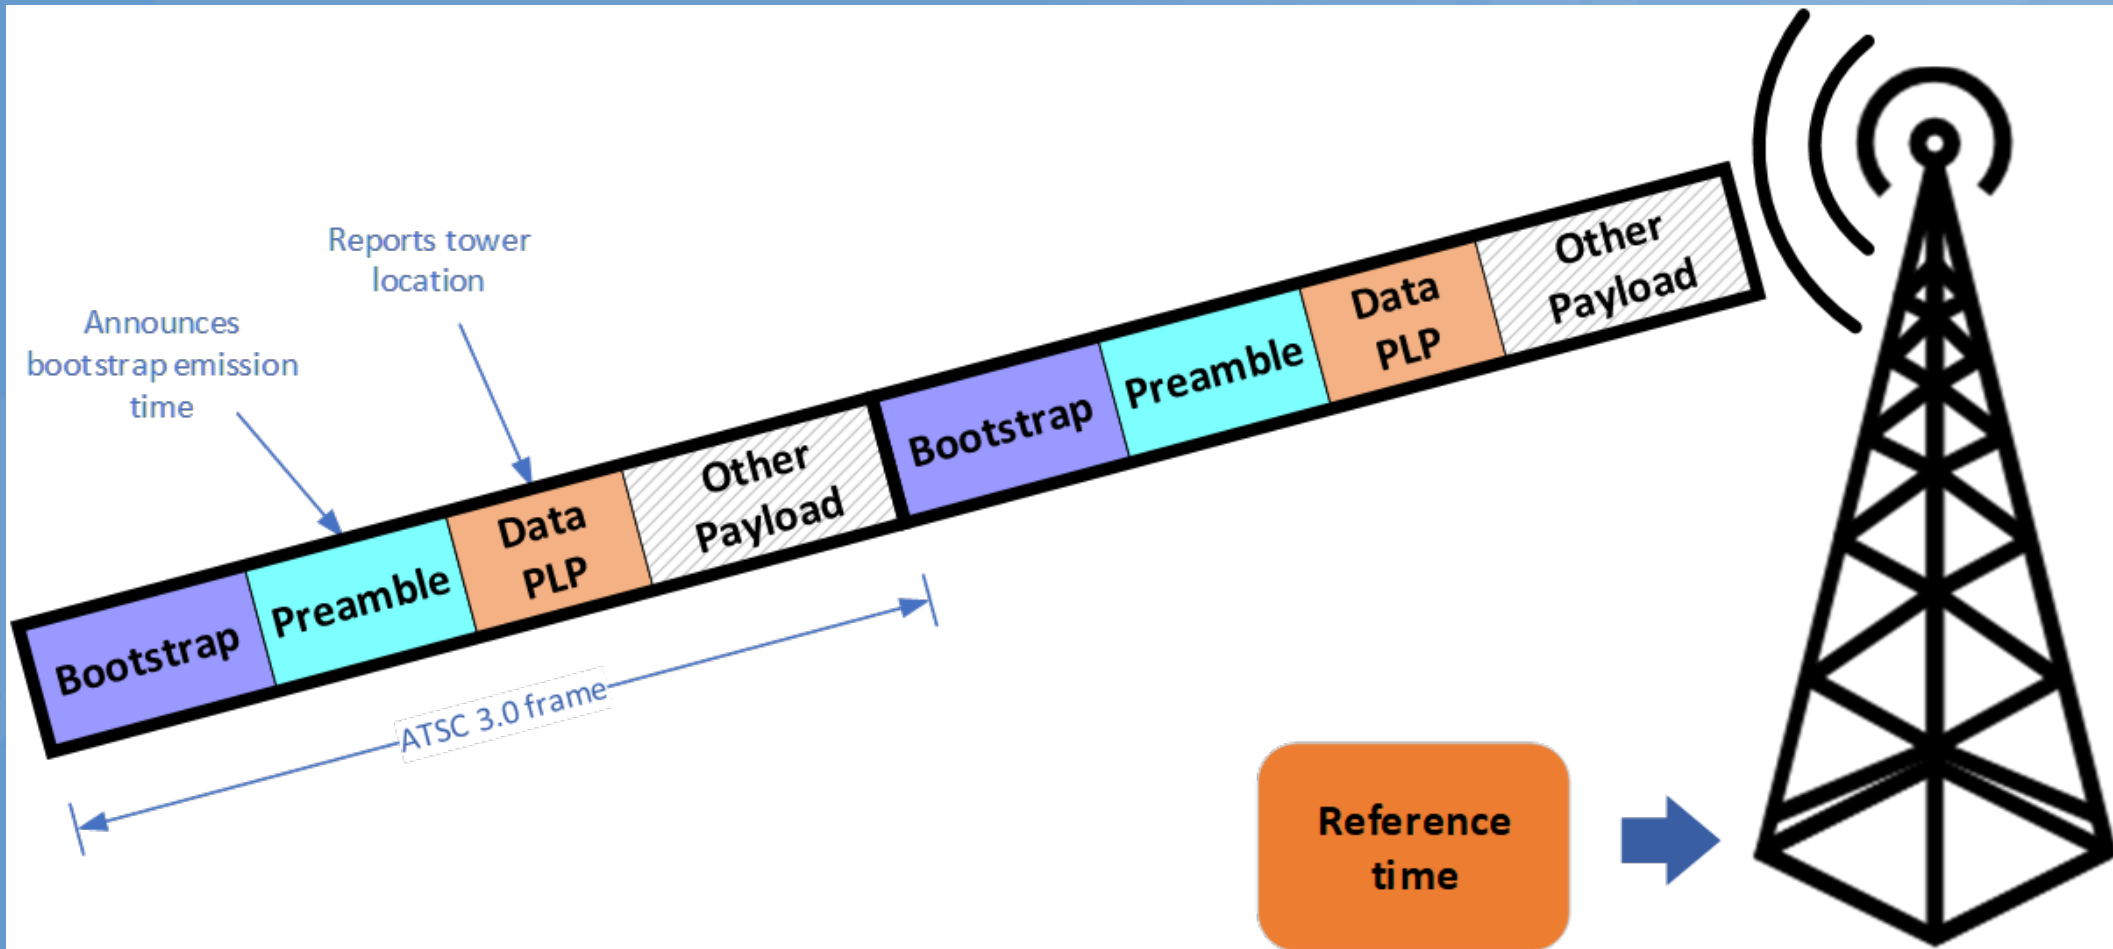 Reports tower
location
Announces
bootstrap emission
time
Bootstrap
Preamble
Data
PLP
Other
Payload
Bootstrap
Preamble
Data
PLP
Other
Payload
ATSC 3.0 frame
Reference
time